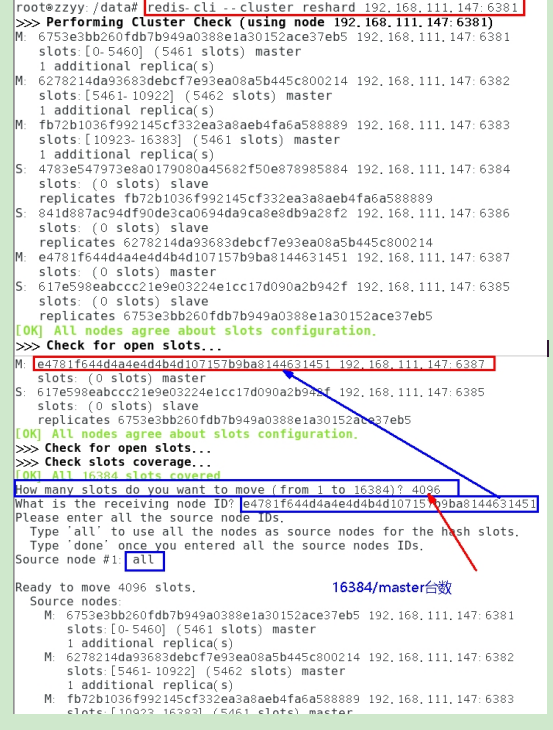 root@zzyy:/data# redis-cli --cluster reshard 192.168.111.147:6381
>>> Performing Cluster Check (using node 192.168.111.147:6381)
M: 6753e3bb260fdb7b949a0388e1a30152ace37eb5 192.168.111.147:6381
slots:[0-5460] (5461 slots) master
1 additional replica(s)
M: 6278214da93683debcf7e93ea08a5b445c800214 192.168.111.147:6382
slots:[5461-10922] (5462 slots) master
1 additional replica(s)
M: fb72b1036f992145cf332ea3a8aeb4fa6a588889 192.168.111.147:6383
slots:[10923-16383] (5461 slots) master
1 additional replica(s)
S: 4783e547973e8a0179080a45682f50e878985884 192.168.111.147:6384
slots: (0 slots) slave
replicates fb72b1036f992145cf332ea3a8aeb4fa6a588889
S: 841d887ac94df90de3ca0694da9ca8e8db9a28f2 192.168.111.147:6386
slots: (0 slots) slave
replicates 6278214da93683debcf7e93ea08a5b445c800214
M: e4781f644d4a4e4d4b4d107157b9ba8144631451 192.168.111.147:6387
slots: (0 slots) master
S: 617e598eabccc21e9e03224e1cc17d090a2b942f 192.168.111.147:6385
slots: (0 slots) slave
replicates 6753e3bb260fdb7b949a0388e1a30152ace37eb5
[OK] All nodes agree about slots configuration.
>>> Check for open slots...
M: e4781f644d4a4e4d4b4d107157b9ba8144631451 192.168.111.147:6387
slots: (0 slots) master
S: 617e598eabccc21e9e03224e1cc17d090a2b942f 192.168.111.147:6385
slots: (0 slots) slave
replicates 6753e3bb260fdb7b949a0388e1a30152ace37eb5
[OK] All nodes agree about slots configuration.
>>> Check for open slots...
>>> Check slots coverage...
[OK] All 16384 slots covered.
How many slots do you want to move (from 1 to 16384)? 4096
What is the receiving node ID? e4781f644d4a4e4d4b4d107157b9ba8144631451
Please enter all the source node IDs.
Type 'all' to use all the nodes as source nodes for the hash slots.
Type 'done' once you entered all the source nodes IDs.
Source node #1: all
16384/master台数
Ready to move 4096 slots.
Source nodes:
M: 6753e3bb260fdb7b949a0388e1a30152ace37eb5 192.168.111.147:6381
slots:[0-5460] (5461 slots) master
1 additional replica(s)
M: 6278214da93683debcf7e93ea08a5b445c800214 192.168.111.147:6382
slots:[5461-10922] (5462 slots) master
1 additional replica(s)
M: fb72b1036f992145cf332ea3a8aeb4fa6a588889 192.168.111.147:6383
slots:[10923-16383] (5461 slots) master